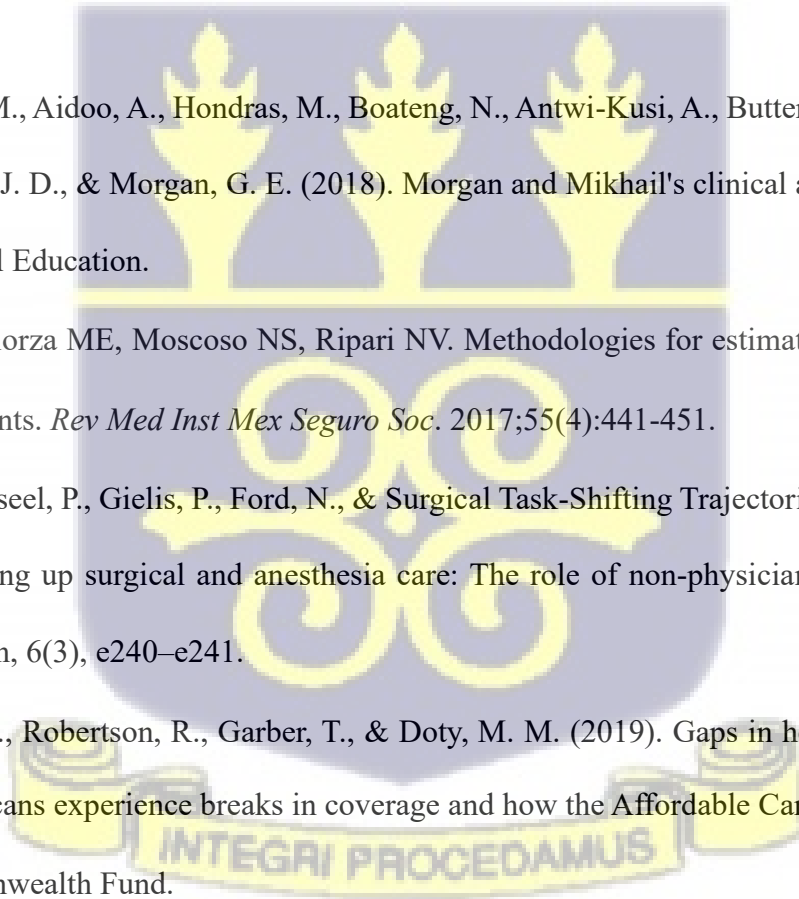 M., Aidoo, A., Hondras, M., Boateng, N., Antwi-Kusi, A., Butter
J. D., & Morgan, G. E. (2018). Morgan and Mikhail's clinical a
l Education.
orza ME, Moscoso NS, Ripari NV. Methodologies for estimat
nts. Rev Med Inst Mex Seguro Soc. 2017;55(4):441-451.
seel, P., Gielis, P., Ford, N., & Surgical Task-Shifting Trajectori
ng up surgical and anesthesia care: The role of non-physician
n, 6(3), e240–e241.
., Robertson, R., Garber, T., & Doty, M. M. (2019). Gaps in h
cans experience breaks in coverage and how the Affordable Car
nwealth Fund.
INTEGRI PROCEDAMUS